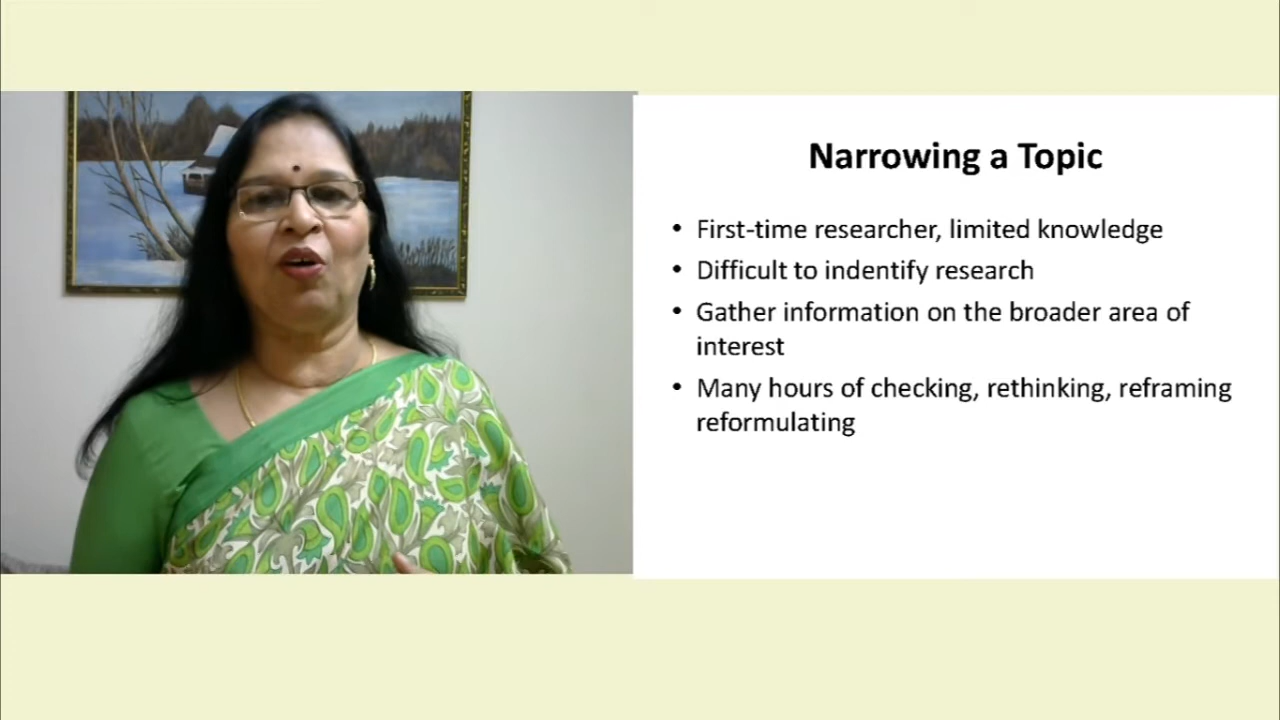 Narrowing a Topic
• First-time researcher, limited knowledge
• Difficult to indentify research
• Gather information on the broader area of
interest
• Many hours of checking, rethinking, reframing
reformulating